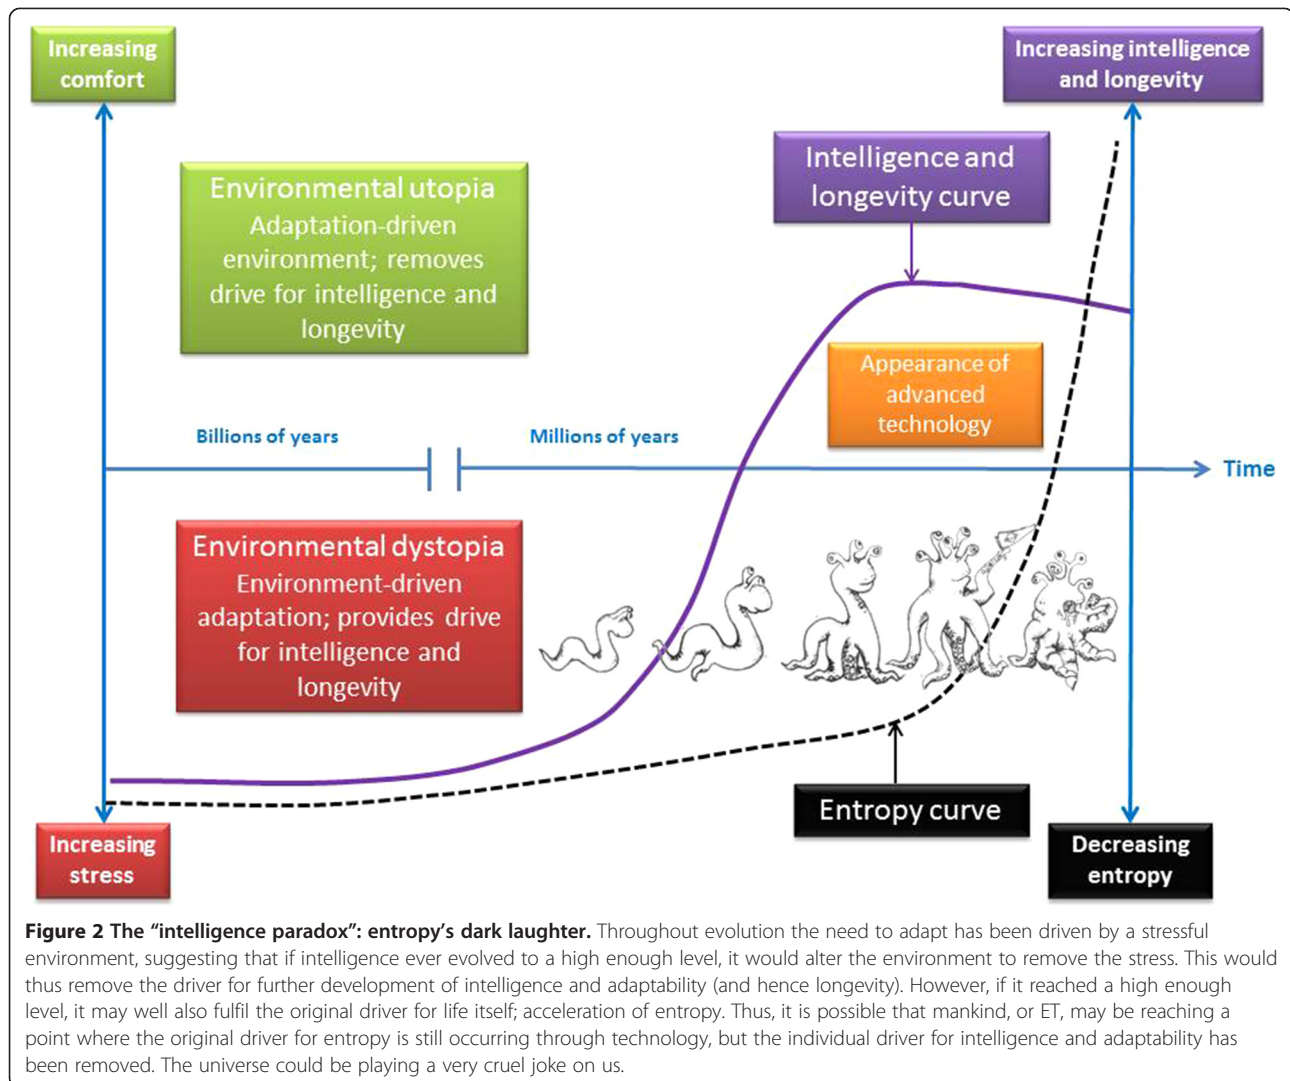 Increasing
comfort
Increasing intelligence
and longevity
Environmental utopia
Adaptation-driven
environment; removes
drive for intelligence and
longevity
Intelligence and
longevity curve
Appearance of
advanced
technology
Billions of years
Millions of years
Time
Environmental dystopia
Environment-driven
adaptation; provides drive
for intelligence and
longevity
Entropy curve
Increasing
stress
Decreasing
entropy
Figure 2 The “intelligence paradox”: entropy’s dark laughter. Throughout evolution the need to adapt has been driven by a stressful
environment, suggesting that if intelligence ever evolved to a high enough level, it would alter the environment to remove the stress. This would
thus remove the driver for further development of intelligence and adaptability (and hence longevity). However, if it reached a high enough
level, it may well also fulfil the original driver for life itself; acceleration of entropy. Thus, it is possible that mankind, or ET, may be reaching a
point where the original driver for entropy is still occurring through technology, but the individual driver for intelligence and adaptability has
been removed. The universe could be playing a very cruel joke on us.